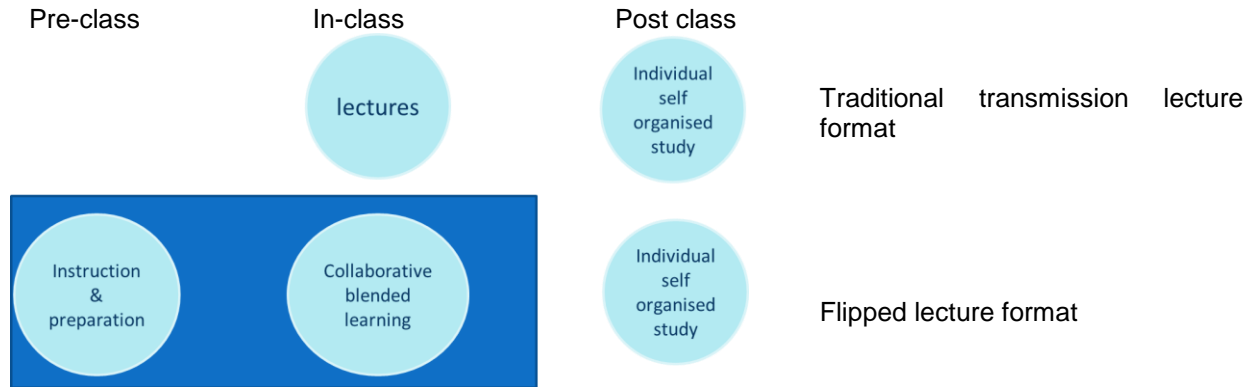 Pre-class In-class Post class
lectures
Individual
self
organised
study
Traditional transmission lecture
format
Instruction
&
preparation
Collaborative
blended
learning
Individual
self
organised
study
Flipped lecture format